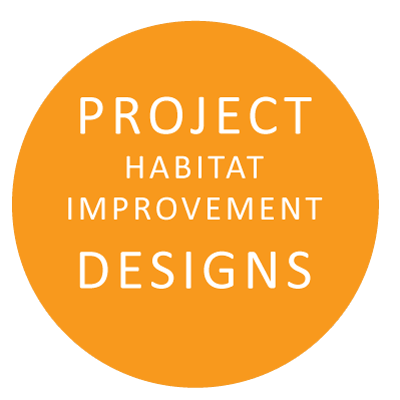 PROJECT
HABITAT
IMPROVEMENT
DESIGNS